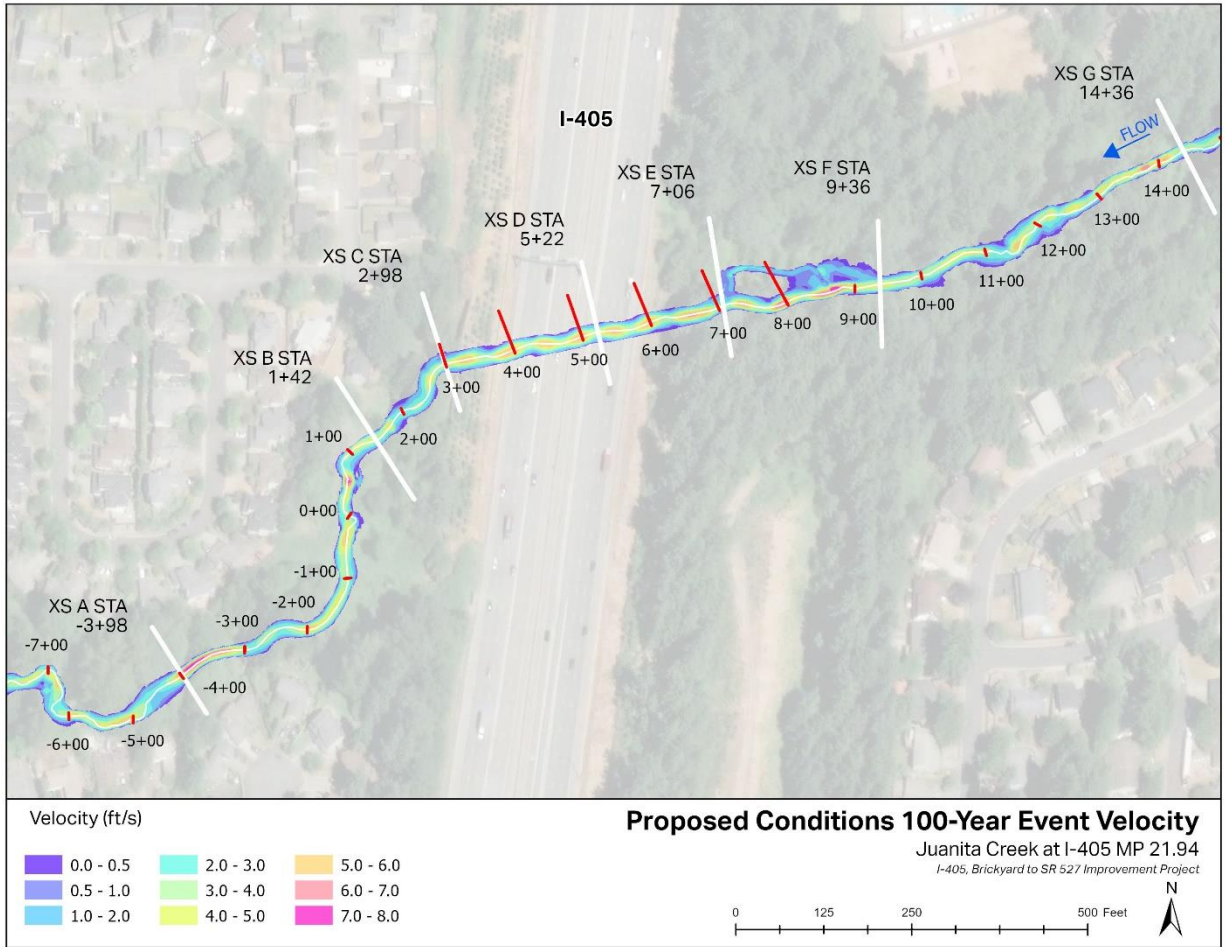 XS G STA
14+36
FLOW
I-405
14+00
13+00
12+00
11+00
10+00
XS F STA
9+36
XS E STA
7+06
9+00
8+00
7+00
XS D STA
5+22
6+00
5+00
4+00
XS C STA
2+98
3+00
XS B STA
1+42
2+00
1+00
0+00
-1+00
-2+00
-3+00
XS A STA
-3+98
-4+00
-7+00
-6+00
-5+00
Velocity (ft/s)
0.0 - 0.5
0.5 - 1.0
1.0 - 2.0
2.0 - 3.0
3.0 - 4.0
4.0 - 5.0
5.0 - 6.0
6.0 - 7.0
7.0 - 8.0
Proposed Conditions 100-Year Event Velocity
Juanita Creek at I-405 MP 21.94
I-405, Brickyard to SR 527 Improvement Project
N
0 125 250 500 Feet